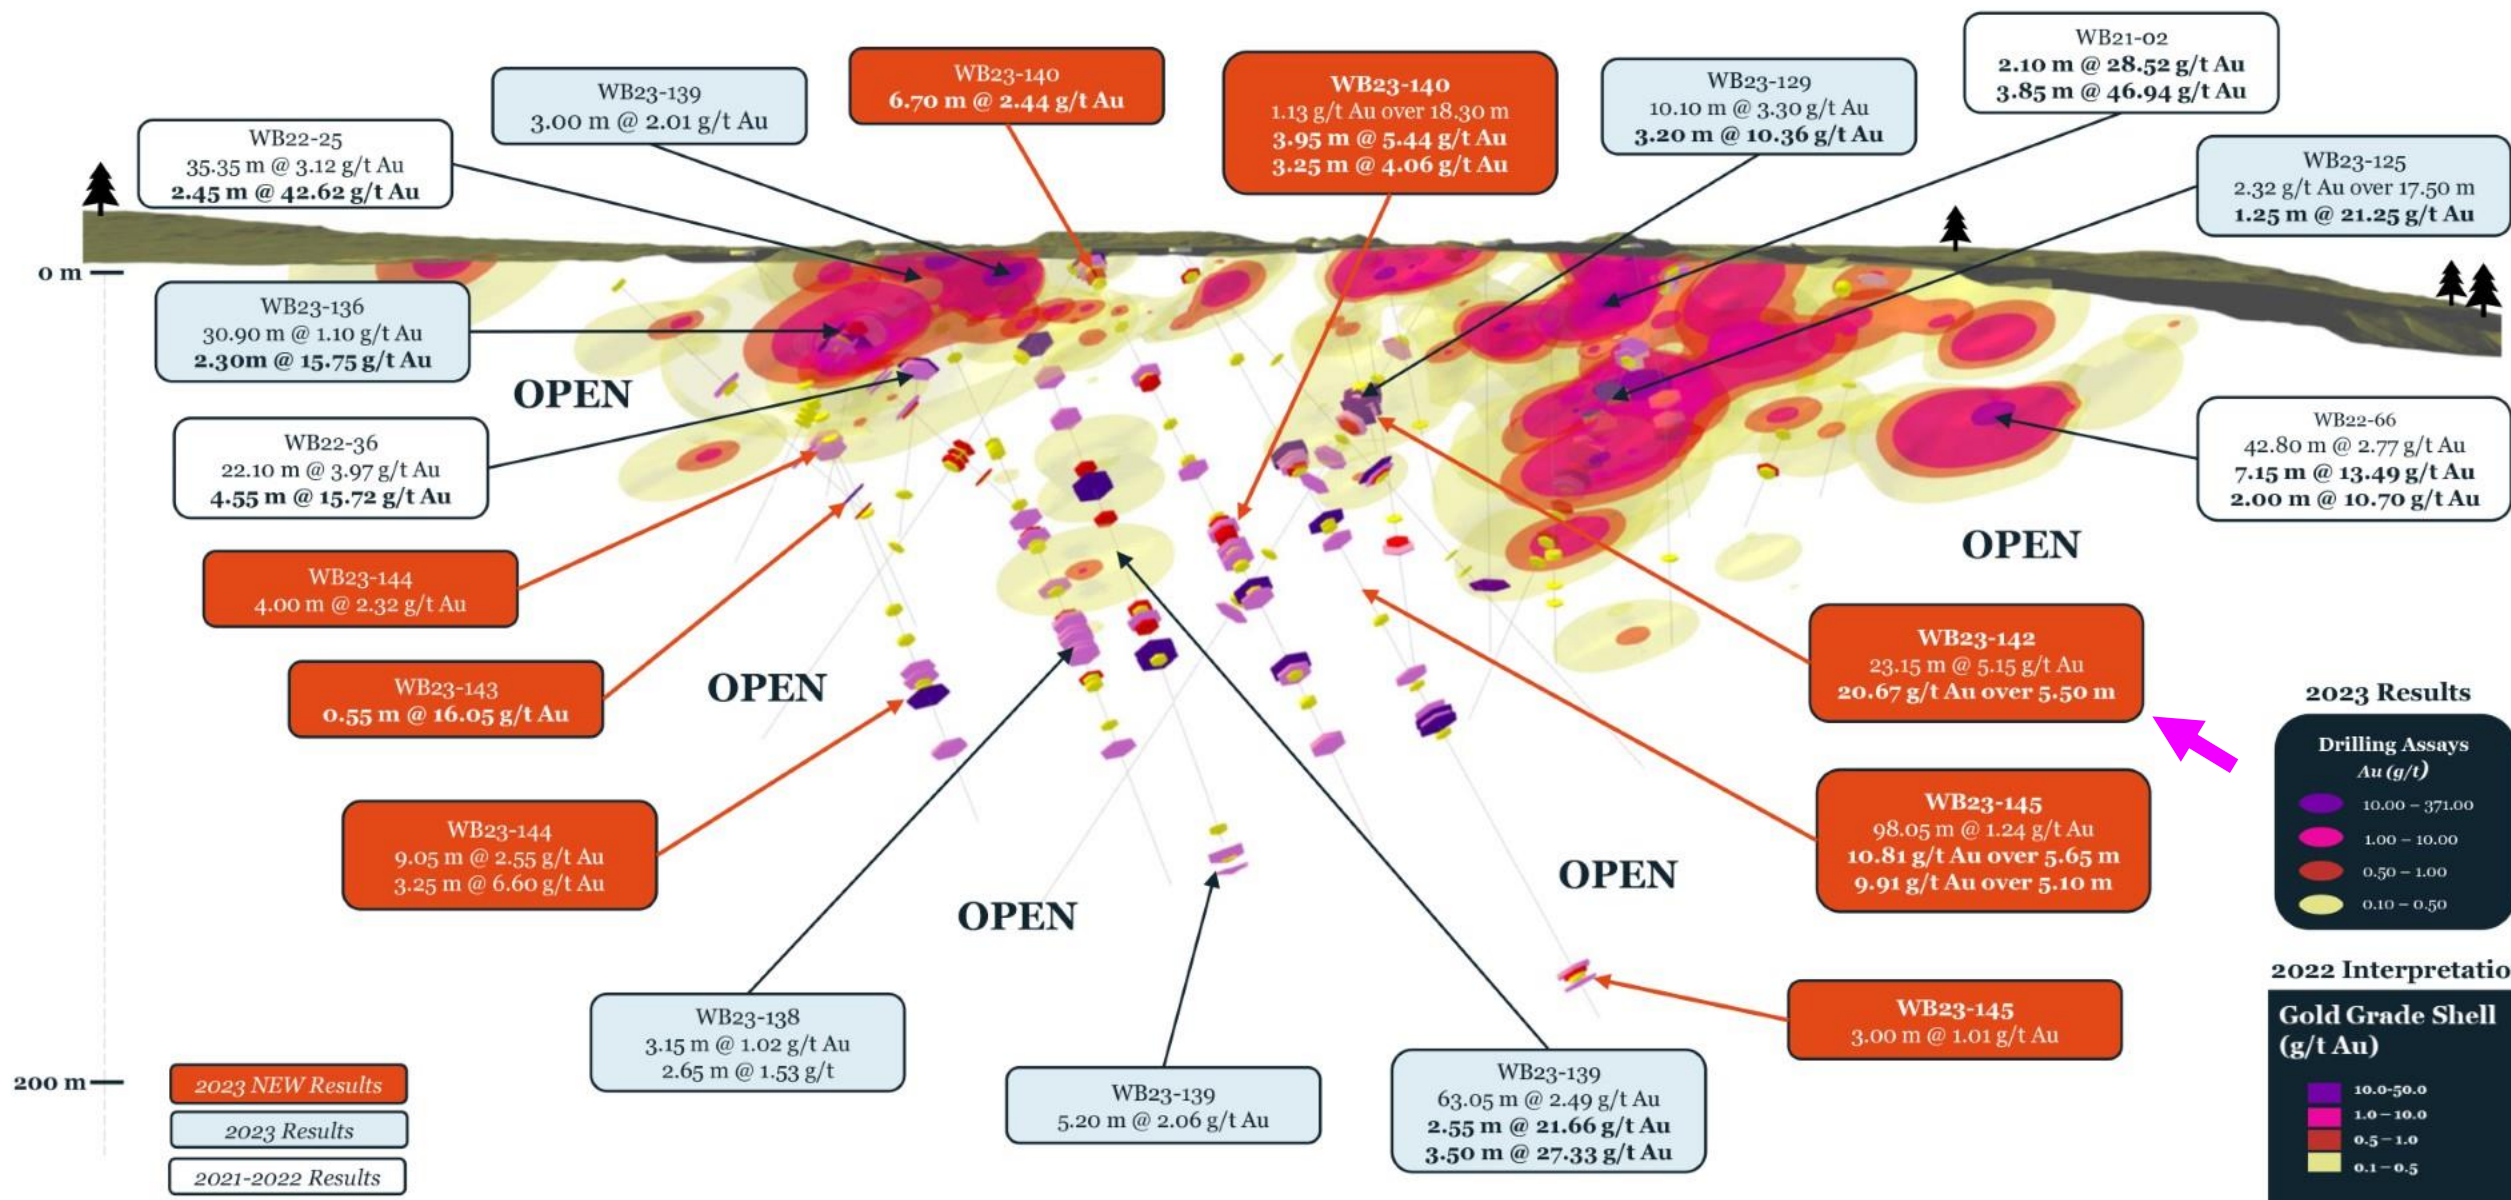 WB21-02
2.10 m @ 28.52 g/t Au
3.85 m @ 46.94 g/t Au
WB23-140
6.70 m @ 2.44 g/t Au
WB23-140
1.13 g/t Au over 18.30 m
3.95 m @ 5.44 g/t Au
3.25 m @ 4.06 g/t Au
WB23-129
10.10 m @ 3.30 g/t Au
3.20 m @ 10.36 g/t Au
WB23-139
3.00 m @ 2.01 g/t Au
WB22-25
35.35 m @ 3.12 g/t Au
2.45 m @ 42.62 g/t Au
WB23-125
2.32 g/t Au over 17.50 m
1.25 m @ 21.25 g/t Au
0 m
WB23-136
30.90 m @ 1.10 g/t Au
2.30m @ 15.75 g/t Au
OPEN
WB22-36
22.10 m @ 3.97 g/t Au
4.55 m @ 15.72 g/t Au
WB22-66
42.80 m @ 2.77 g/t Au
7.15 m @ 13.49 g/t Au
2.00 m @ 10.70 g/t Au
OPEN
WB23-144
4.00 m @ 2.32 g/t Au
WB23-142
23.15 m @ 5.15 g/t Au
20.67 g/t Au over 5.50 m
WB23-143
0.55 m @ 16.05 g/t Au
OPEN
WB23-145
98.05 m @ 1.24 g/t Au
10.81 g/t Au over 5.65 m
9.91 g/t Au over 5.10 m
WB23-144
9.05 m @ 2.55 g/t Au
3.25 m @ 6.60 g/t Au
OPEN
OPEN
2023 Results
Drilling Assays
Au (g/t)
10.00 – 371.00
1.00 – 10.00
0.50 – 1.00
0.10 – 0.50
WB23-138
3.15 m @ 1.02 g/t Au
2.65 m @ 1.53 g/t
WB23-139
5.20 m @ 2.06 g/t Au
WB23-139
63.05 m @ 2.49 g/t Au
2.55 m @ 21.66 g/t Au
3.50 m @ 27.33 g/t Au
WB23-145
3.00 m @ 1.01 g/t Au
2022 Interpretatio
Gold Grade Shell
(g/t Au)
10.0-50.0
1.0 – 10.0
0.5 – 1.0
0.1 – 0.5
200 m
2023 NEW Results
2023 Results
2021-2022 Results